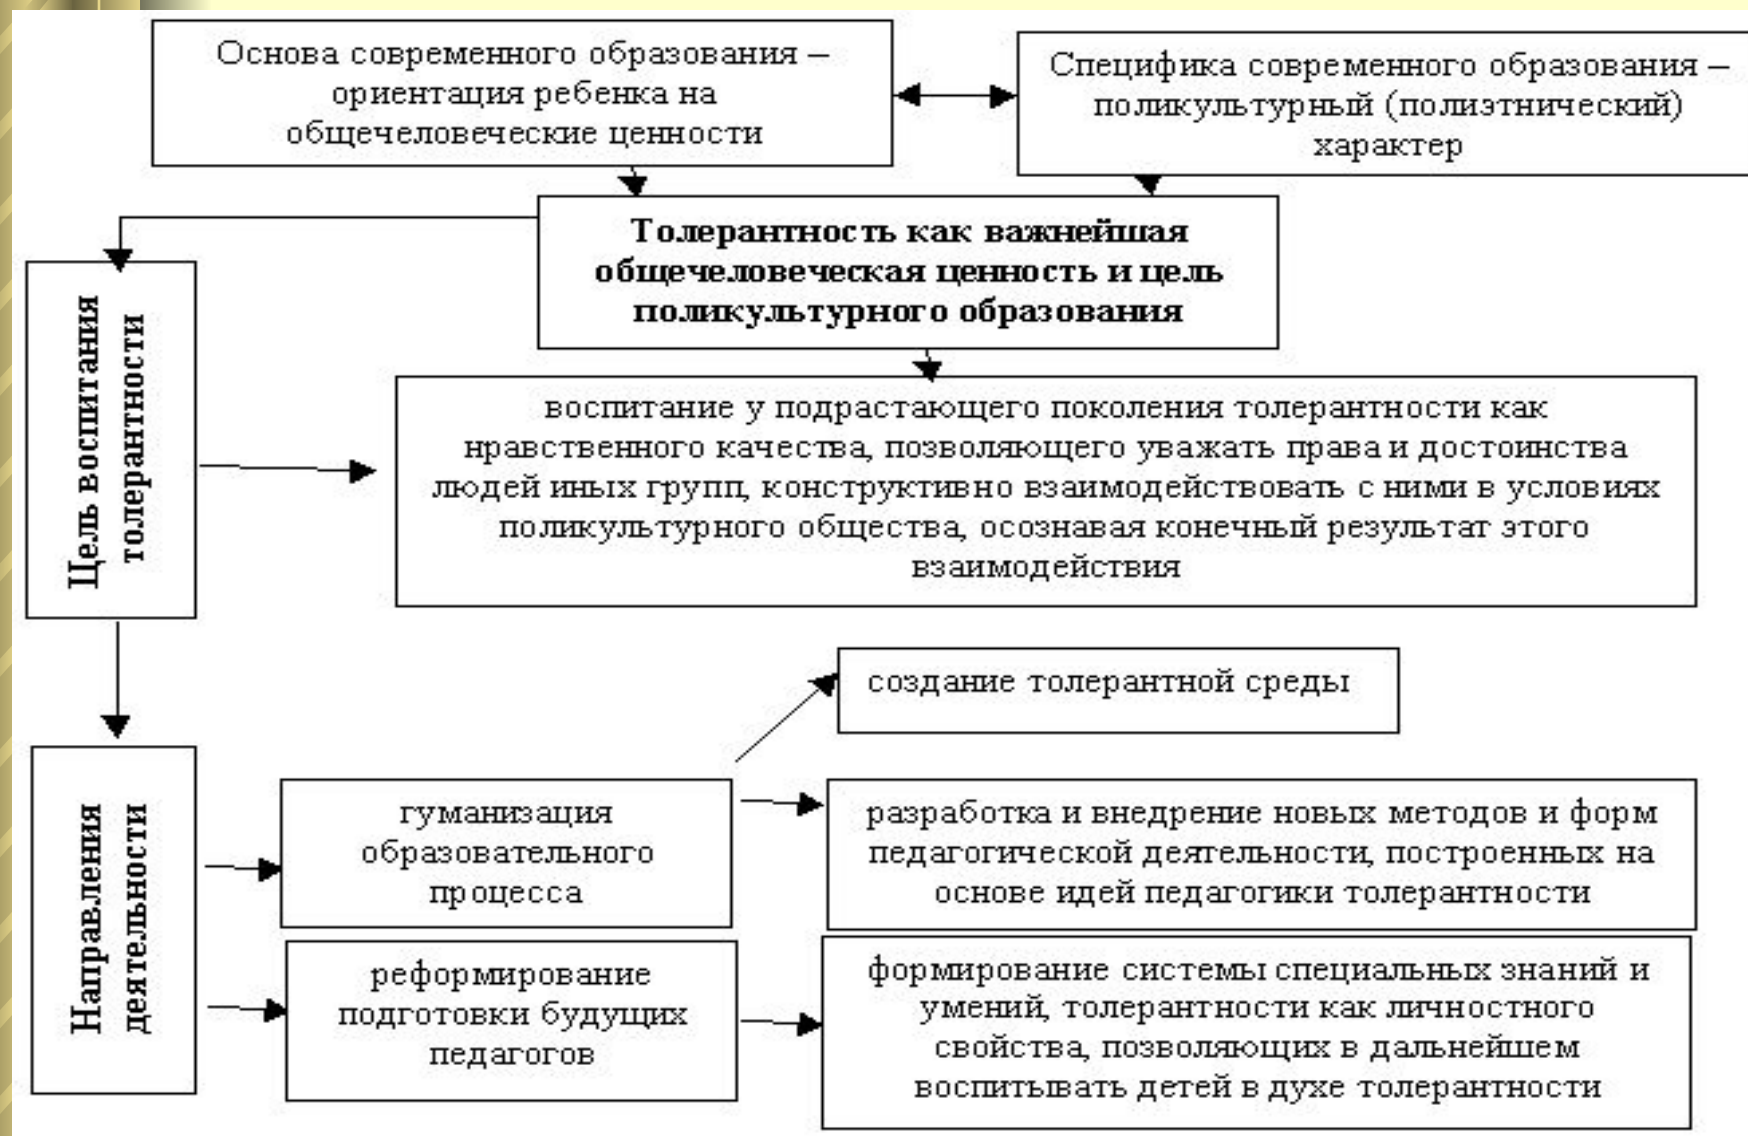 Основа современного образования –
ориентация ребенка на
общечеловеческие ценности
Специфика современного образования –
поликультурный (полиэтнический)
характер
Толерантность как важнейшая
общечеловеческая ценность и цель
поликультурного образования
Цель воспитания
толерантности
воспитание у подрастающего поколения толерантности как
нравственного качества, позволяющего уважать права и достоинства
людей иных групп, конструктивно взаимодействовать с ними в условиях
поликультурного общества, осознавая конечный результат этого
взаимодействия
Направления
деятельности
гуманизация
образовательного
процесса
создание толерантной среды
разработка и внедрение новых методов и форм
педагогической деятельности, построенных на
основе идей педагогики толерантности
реформирование
подготовки будущих
педагогов
формирование системы специальных знаний и
умений, толерантности как личностного
свойства, позволяющих в дальнейшем
воспитывать детей в духе толерантности